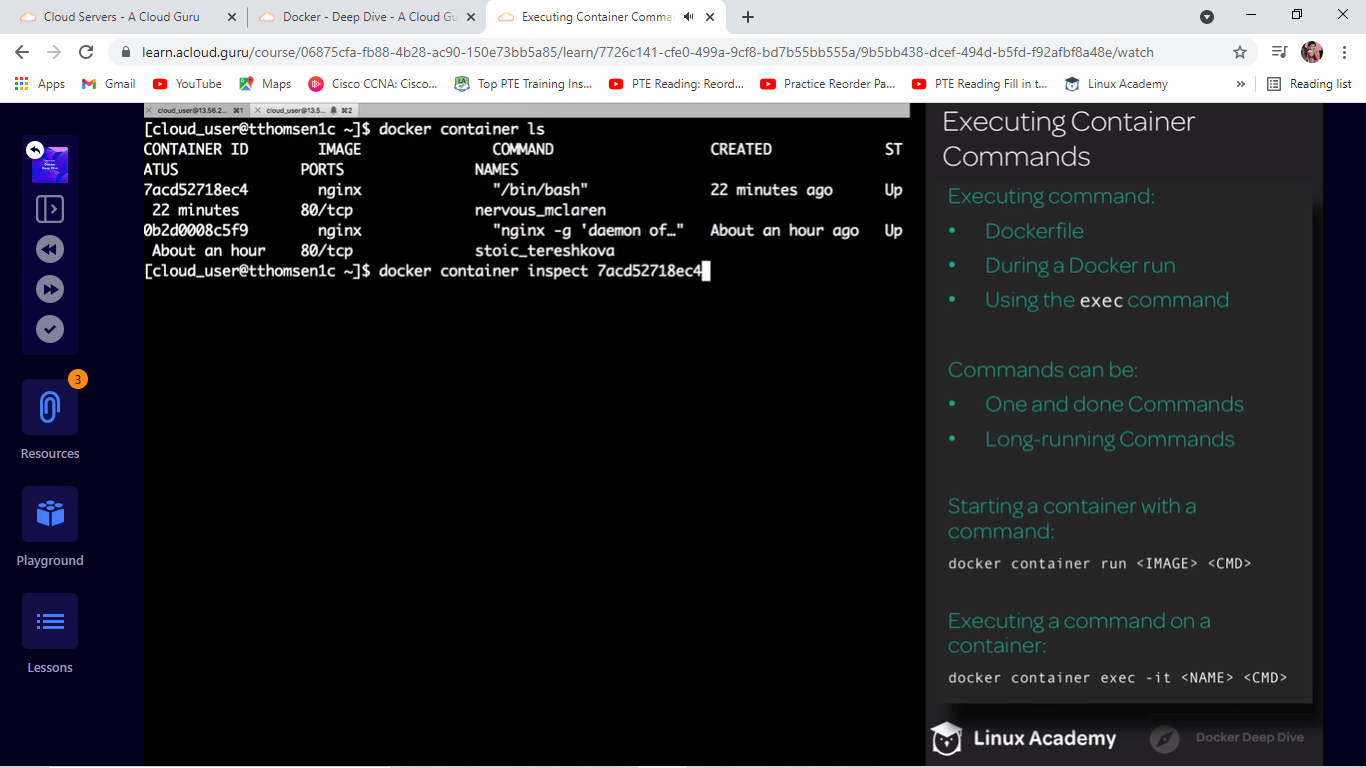 Cloud Servers - A Cloud Guru
Docker - Deep Dive - A Cloud Gu
Executing Container Comma
learn.acloud.guru/course/06875cfa-fb88-4b28-ac90-150e73bb5a85/learn/7726c141-cfe0-499a-9cf8-bd7b55bb555a/9b5bb438-dcef-494d-b5fd-f92afbf8a48e/watch
Apps
Gmail
YouTube
Maps
Cisco CCNA: Cisco...
Top PTE Training Ins...
PTE Reading: Reord...
Practice Reorder Pa...
PTE Reading Fill in t...
Linux Academy
»
Reading list
cloud_user@13.56.2... ⌘1
cloud_user@13.5... ⌘2
[cloud_user@tthomsen1c ~]$ docker container ls
CONTAINER ID IMAGE COMMAND CREATED ST
ATUS PORTS NAMES
7acd52718ec4 nginx "/bin/bash" 22 minutes ago Up
22 minutes 80/tcp nervous_mclaren
0b2d0008c5f9 nginx "nginx -g 'daemon of…" About an hour ago Up
About an hour 80/tcp stoic_tereshkova
[cloud_user@tthomsen1c ~]$ docker container inspect 7acd52718ec4
3
Resources
Playground
Lessons
Executing Container
Commands
Executing command:
• Dockerfile
• During a Docker run
• Using the exec command
Commands can be:
• One and done Commands
• Long-running Commands
Starting a container with a
command:
docker container run <IMAGE> <CMD>
Executing a command on a
container:
docker container exec -it <NAME> <CMD>
Linux Academy
Docker Deep Dive